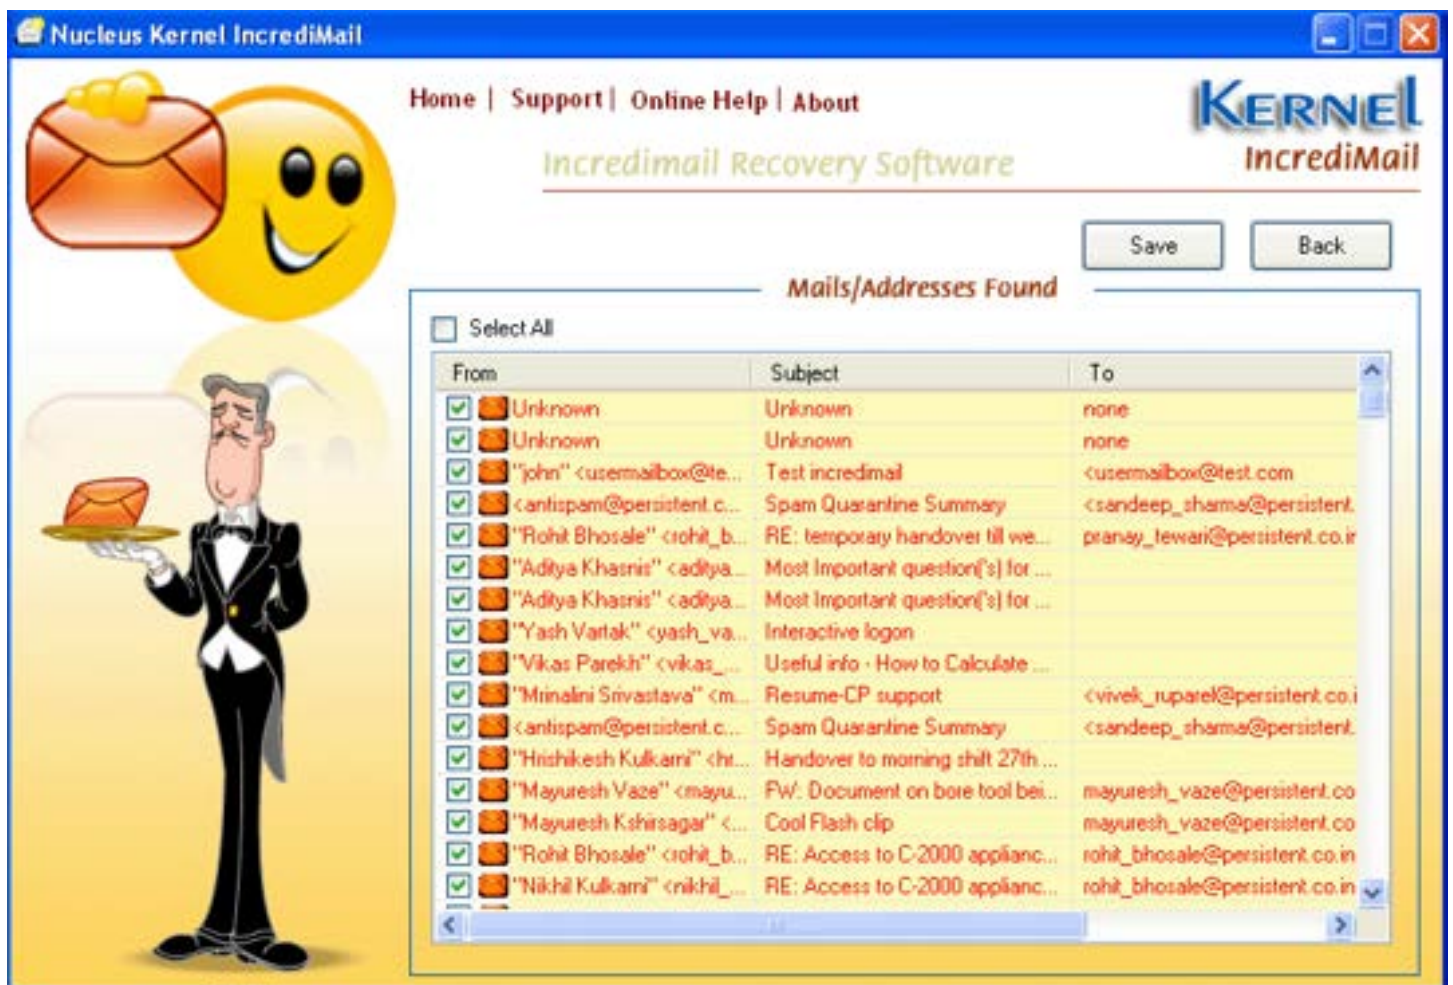 Nucleus Kernel IncrediMail
Home | Support | Online Help | About
KERNEL
IncrediMail
Incredimail Recovery Software
Save Back
Mails/Addresses Found
Select All
From Subject To
Unknown Unknown none
Unknown Unknown none
"john" <usermailbox@te... Test incredimail <usermailbox@test.com
<antispam@persistent.c... Spam Quarantine Summary <sandeep_sharma@persistent.
"Rohit Bhosale" <rohit_b... RE: temporary handover till we... pranay_tewari@persistent.co.in
"Aditya Khasnis" <aditya... Most Important question('s) for ...
"Aditya Khasnis" <aditya... Most Important question('s) for ...
"Yash Vartak" <yash_va... Interactive logon
"Vikas Parekh" <vikas_... Useful info - How to Calculate ...
"Mrinalini Srivastava" <m... Resume-CP support <vivek_ruparel@persistent.co.i
<antispam@persistent.c... Spam Quarantine Summary <sandeep_sharma@persistent.
"Hrishikesh Kulkarni" <hr... Handover to morning shift 27th ...
"Mayuresh Vaze" <mayu... FW: Document on bore tool bei... mayuresh_vaze@persistent.co
"Mayuresh Kshirsagar" <... Cool Flash clip mayuresh_vaze@persistent.co
"Rohit Bhosale" <rohit_b... RE: Access to C-2000 applianc... rohit_bhosale@persistent.co.in
"Nikhil Kulkarni" <nikhil_... RE: Access to C-2000 applianc... rohit_bhosale@persistent.co.in